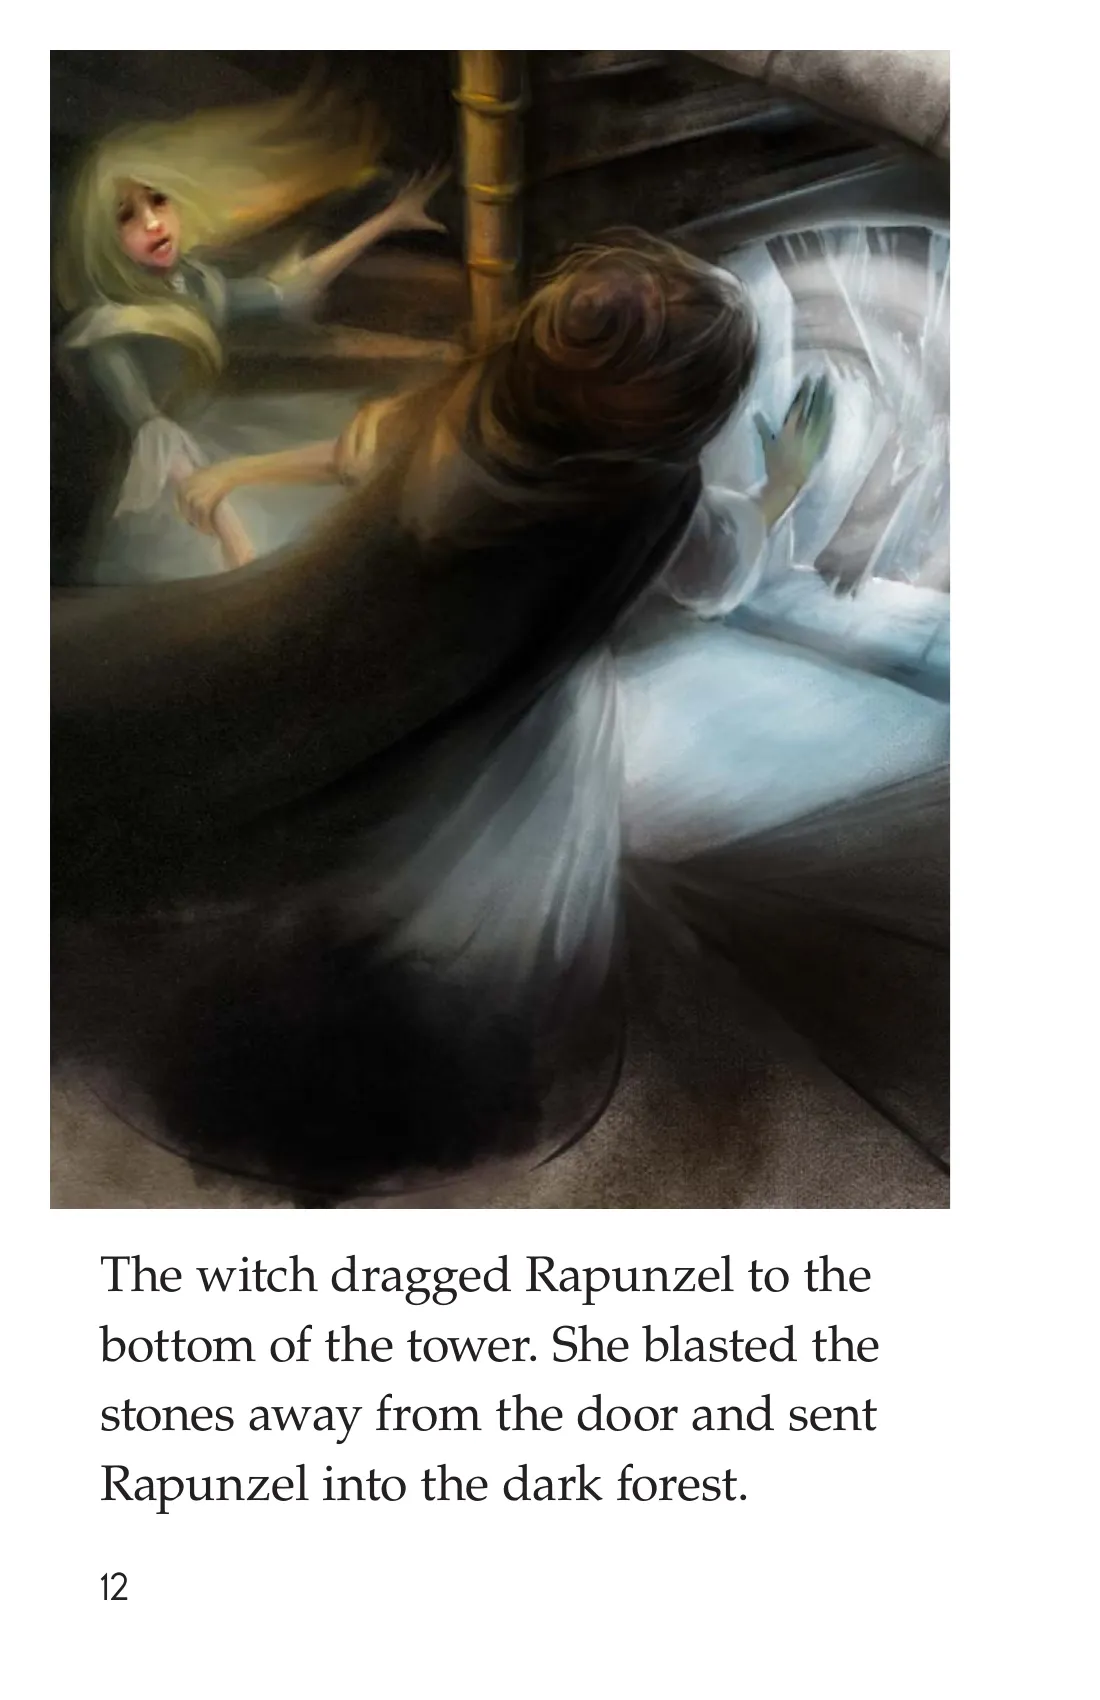 The witch dragged Rapunzel to the
bottom of the tower. She blasted the
stones away from the door and sent
Rapunzel into the dark forest.
12